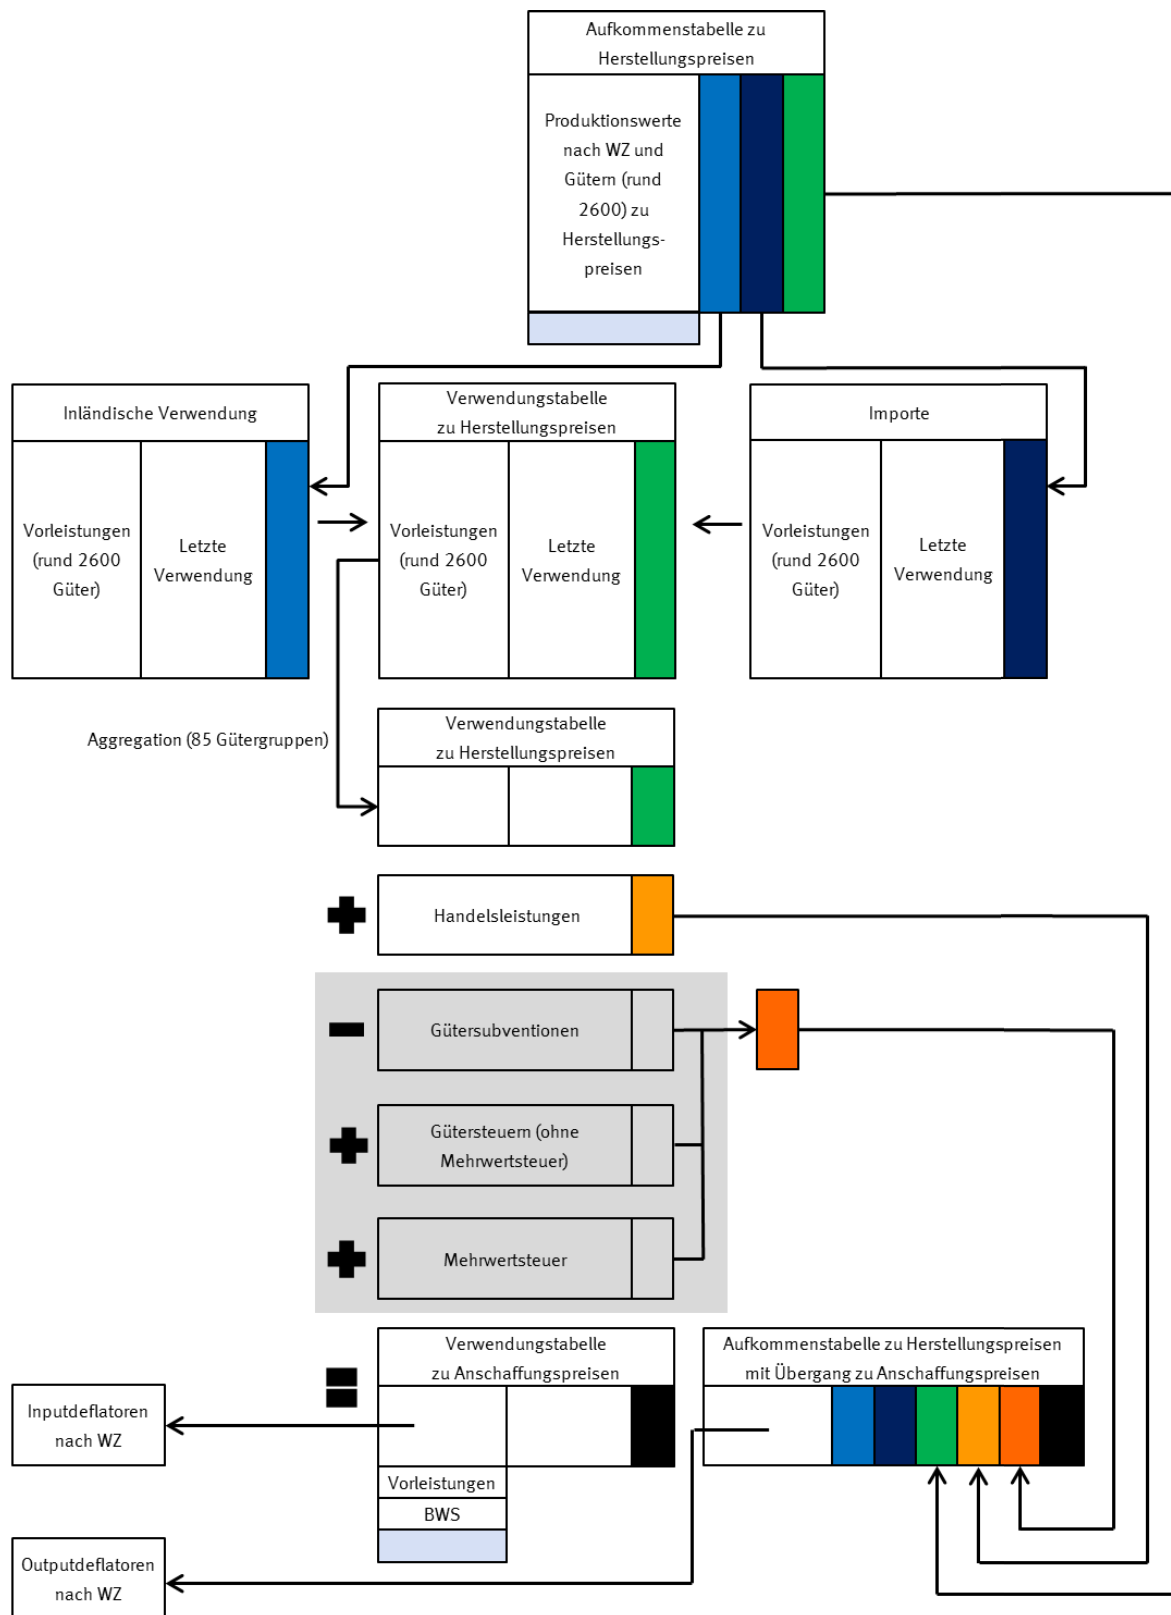 Aufkommenstabelle zu
Herstellungspreisen
Produktionswerte
nach WZ und
Gütern (rund
2600) zu
Herstellungs-
preisen
Inländische Verwendung
Vorleistungen
(rund 2600
Güter)
Letzte
Verwendung
Verwendungstabelle
zu Herstellungspreisen
Vorleistungen
(rund 2600
Güter)
Letzte
Verwendung
Importe
Vorleistungen
(rund 2600
Güter)
Letzte
Verwendung
Aggregation (85 Gütergruppen)
Verwendungstabelle
zu Herstellungspreisen
Handelsleistungen
Gütersubventionen
Gütersteuern (ohne
Mehrwertsteuer)
Mehrwertsteuer
Verwendungstabelle
zu Anschaffungspreisen
Vorleistungen
BWS
Aufkommenstabelle zu Herstellungspreisen
mit Übergang zu Anschaffungspreisen
Inputdeflatoren
nach WZ
Outputdeflatoren
nach WZ